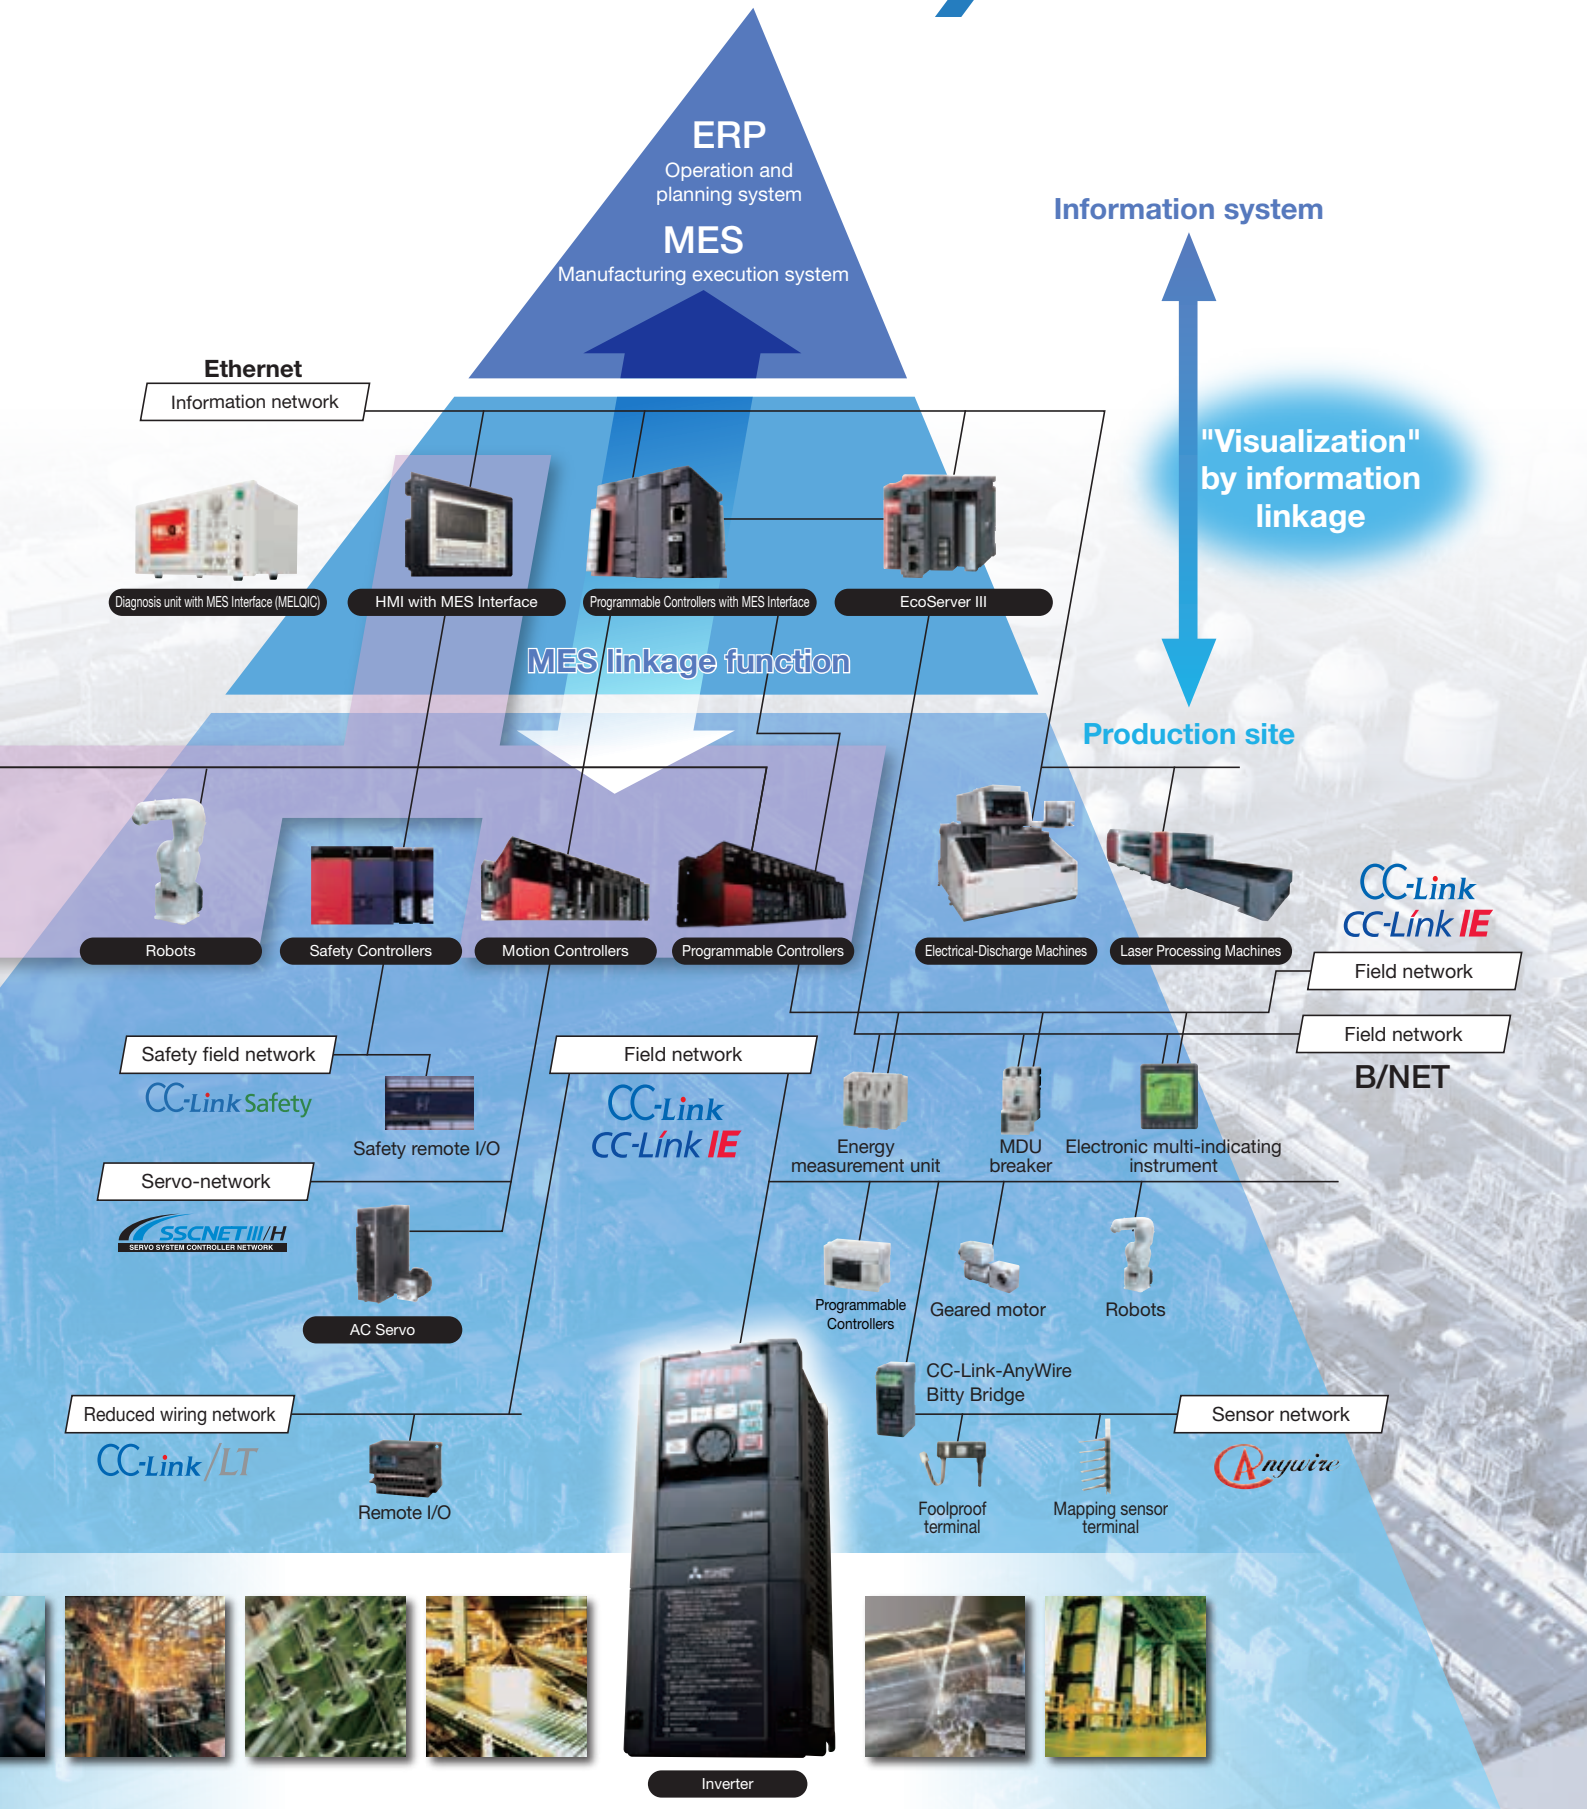 ERP
Operation and
planning system
MES
Manufacturing execution system
Information system
Ethernet
Information network
"Visualization"
by information
linkage
Diagnosis unit with MES Interface (MELQIC)
HMI with MES Interface
Programmable Controllers with MES Interface
EcoServer III
MES linkage function
Production site
Robots
Safety Controllers
Motion Controllers
Programmable Controllers
Electrical-Discharge Machines
Laser Processing Machines
CC-Link
CC-Link IE
Field network
Field network
B/NET
Safety field network
CC-Link Safety
Safety remote I/O
Field network
CC-Link
CC-Link IE
Energy
measurement unit
MDU
breaker
Electronic multi-indicating
instrument
Servo-network
SSCNETIII/H
SERVO SYSTEM CONTROLLER NETWORK
AC Servo
Programmable
Controllers
Geared motor
Robots
CC-Link-AnyWire
Bitty Bridge
Reduced wiring network
CC-Link/LT
Remote I/O
Sensor network
Anywire
Foolproof
terminal
Mapping sensor
terminal
Inverter